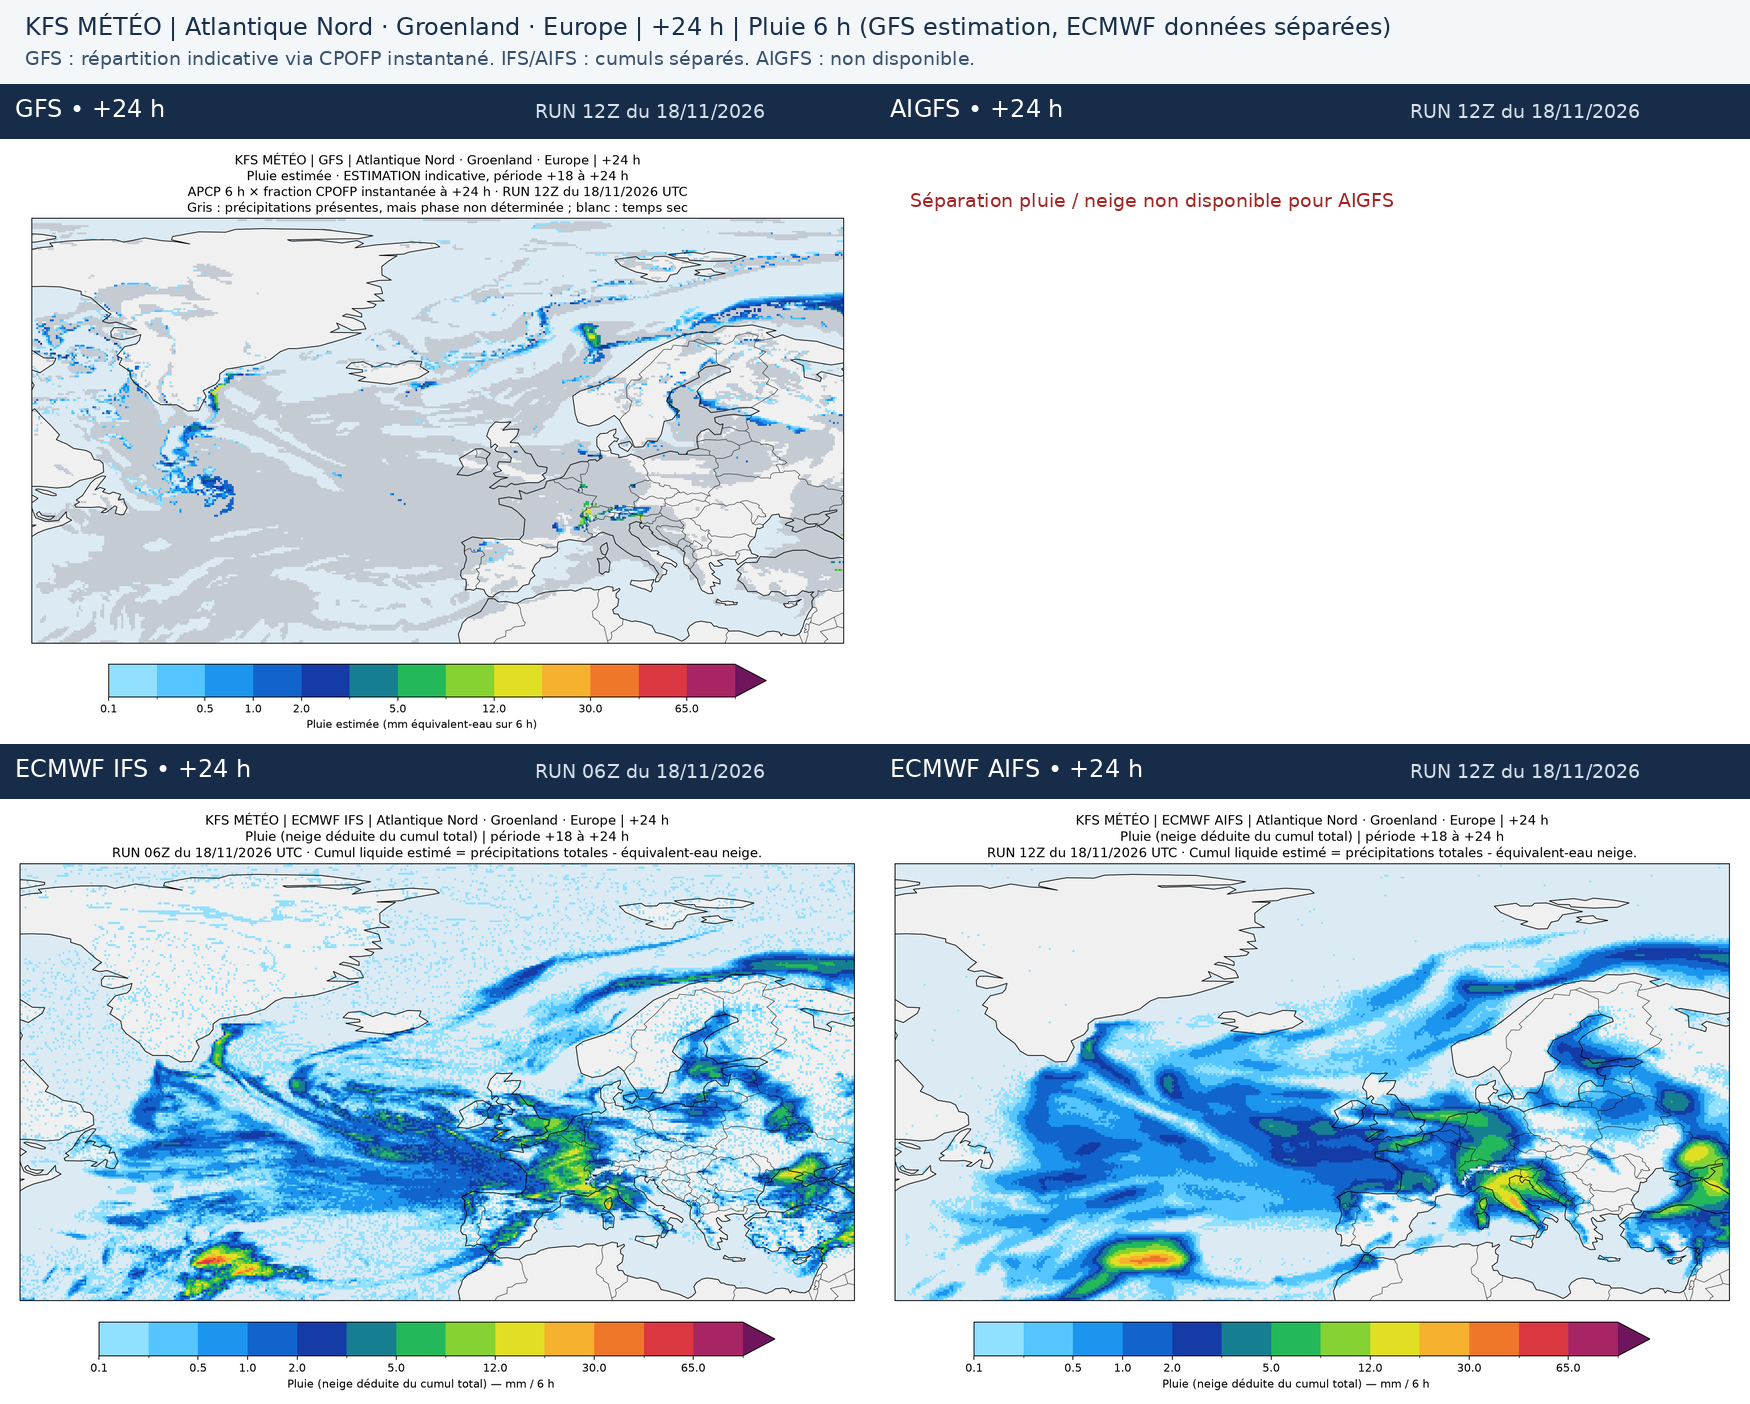 KFS MÉTÉO | Atlantique Nord · Groenland · Europe | +24 h | Pluie 6 h (GFS estimation, ECMWF données séparées)
GFS : répartition indicative via CPOFP instantané. IFS/AIFS : cumuls séparés. AIGFS : non disponible.
GFS • +24 h
RUN 12Z du 18/11/2026
AIGFS • +24 h
RUN 12Z du 18/11/2026
KFS MÉTÉO | GFS | Atlantique Nord · Groenland · Europe | +24 h
Pluie estimée · ESTIMATION indicative, période +18 à +24 h
APCP 6 h × fraction CPOFP instantanée à +24 h · RUN 12Z du 18/11/2026 UTC
Gris : précipitations présentes, mais phase non déterminée ; blanc : temps sec
Séparation pluie / neige non disponible pour AIGFS
0.1 0.5 1.0 2.0 5.0 12.0 30.0 65.0
Pluie estimée (mm équivalent-eau sur 6 h)
ECMWF IFS • +24 h
RUN 06Z du 18/11/2026
ECMWF AIFS • +24 h
RUN 12Z du 18/11/2026
KFS MÉTÉO | ECMWF IFS | Atlantique Nord · Groenland · Europe | +24 h
Pluie (neige déduite du cumul total) | période +18 à +24 h
RUN 06Z du 18/11/2026 UTC · Cumul liquide estimé = précipitations totales - équivalent-eau neige.
KFS MÉTÉO | ECMWF AIFS | Atlantique Nord · Groenland · Europe | +24 h
Pluie (neige déduite du cumul total) | période +18 à +24 h
RUN 12Z du 18/11/2026 UTC · Cumul liquide estimé = précipitations totales - équivalent-eau neige.
0.1 0.5 1.0 2.0 5.0 12.0 30.0 65.0
Pluie (neige déduite du cumul total) — mm / 6 h
0.1 0.5 1.0 2.0 5.0 12.0 30.0 65.0
Pluie (neige déduite du cumul total) — mm / 6 h